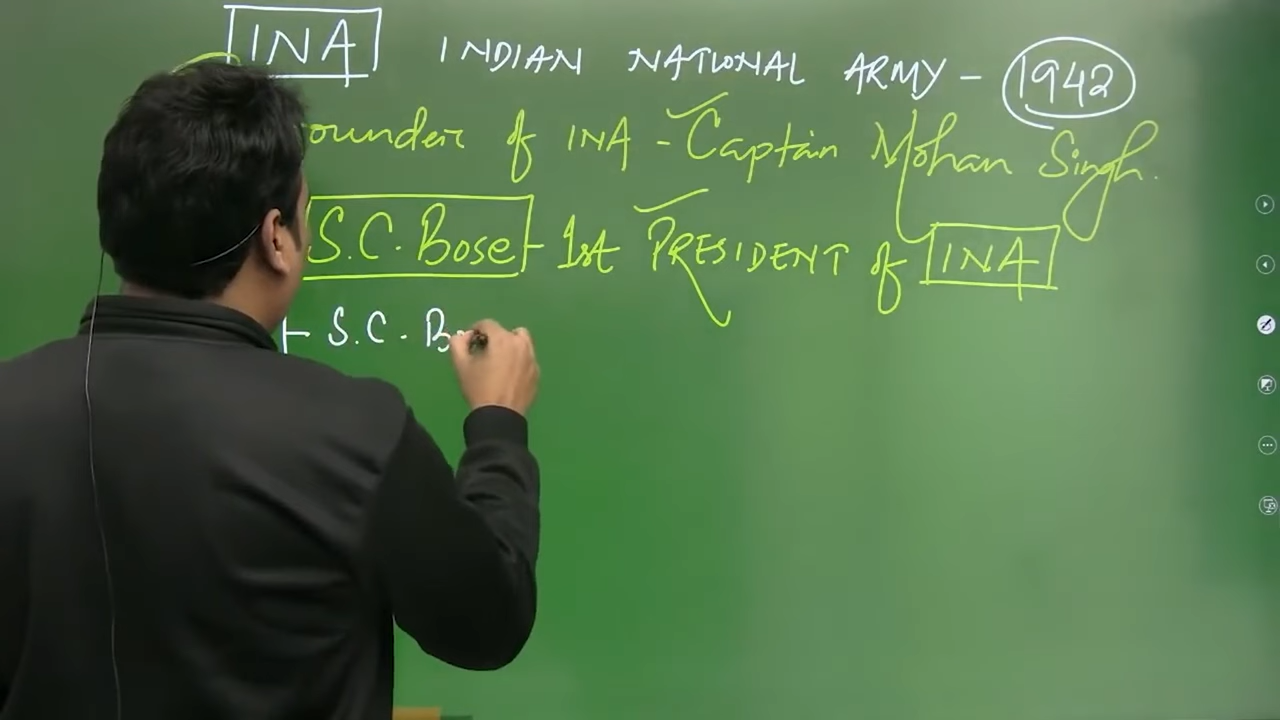 INA INDIAN NATIONAL ARMY - 1942
ounder of INA - Captain Mohan Singh.
S.C. Bose - 1st PRESIDENT of INA
S.C. B